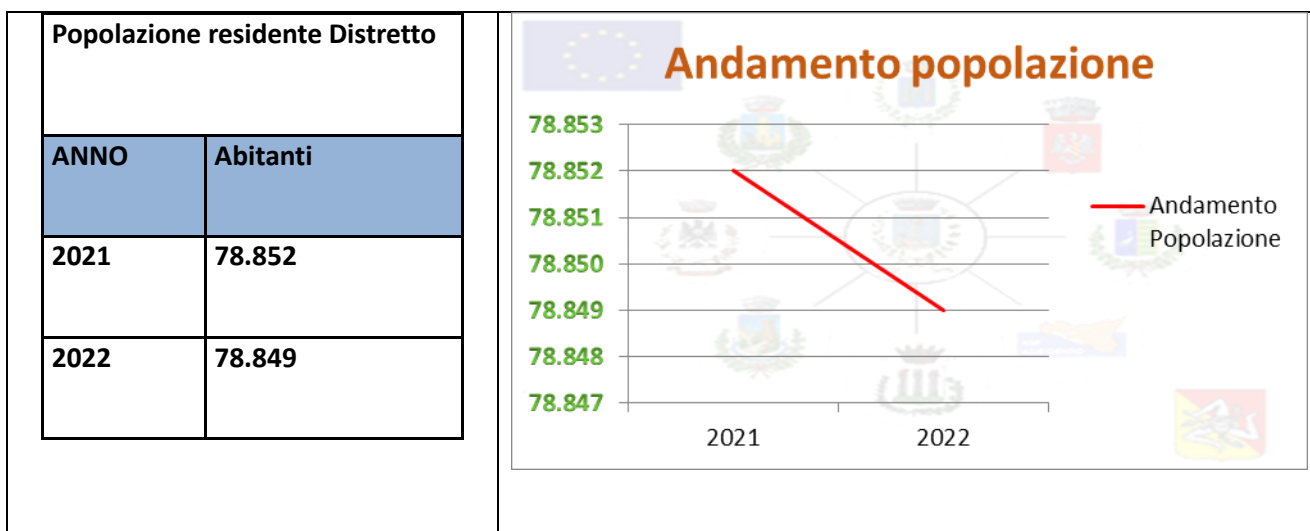 Popolazione residente Distretto
ANNO Abitanti
2021 78.852
2022 78.849
Andamento popolazione
78.853
78.852
78.851
78.850
78.849
78.848
78.847
2021 2022
Andamento
Popolazione